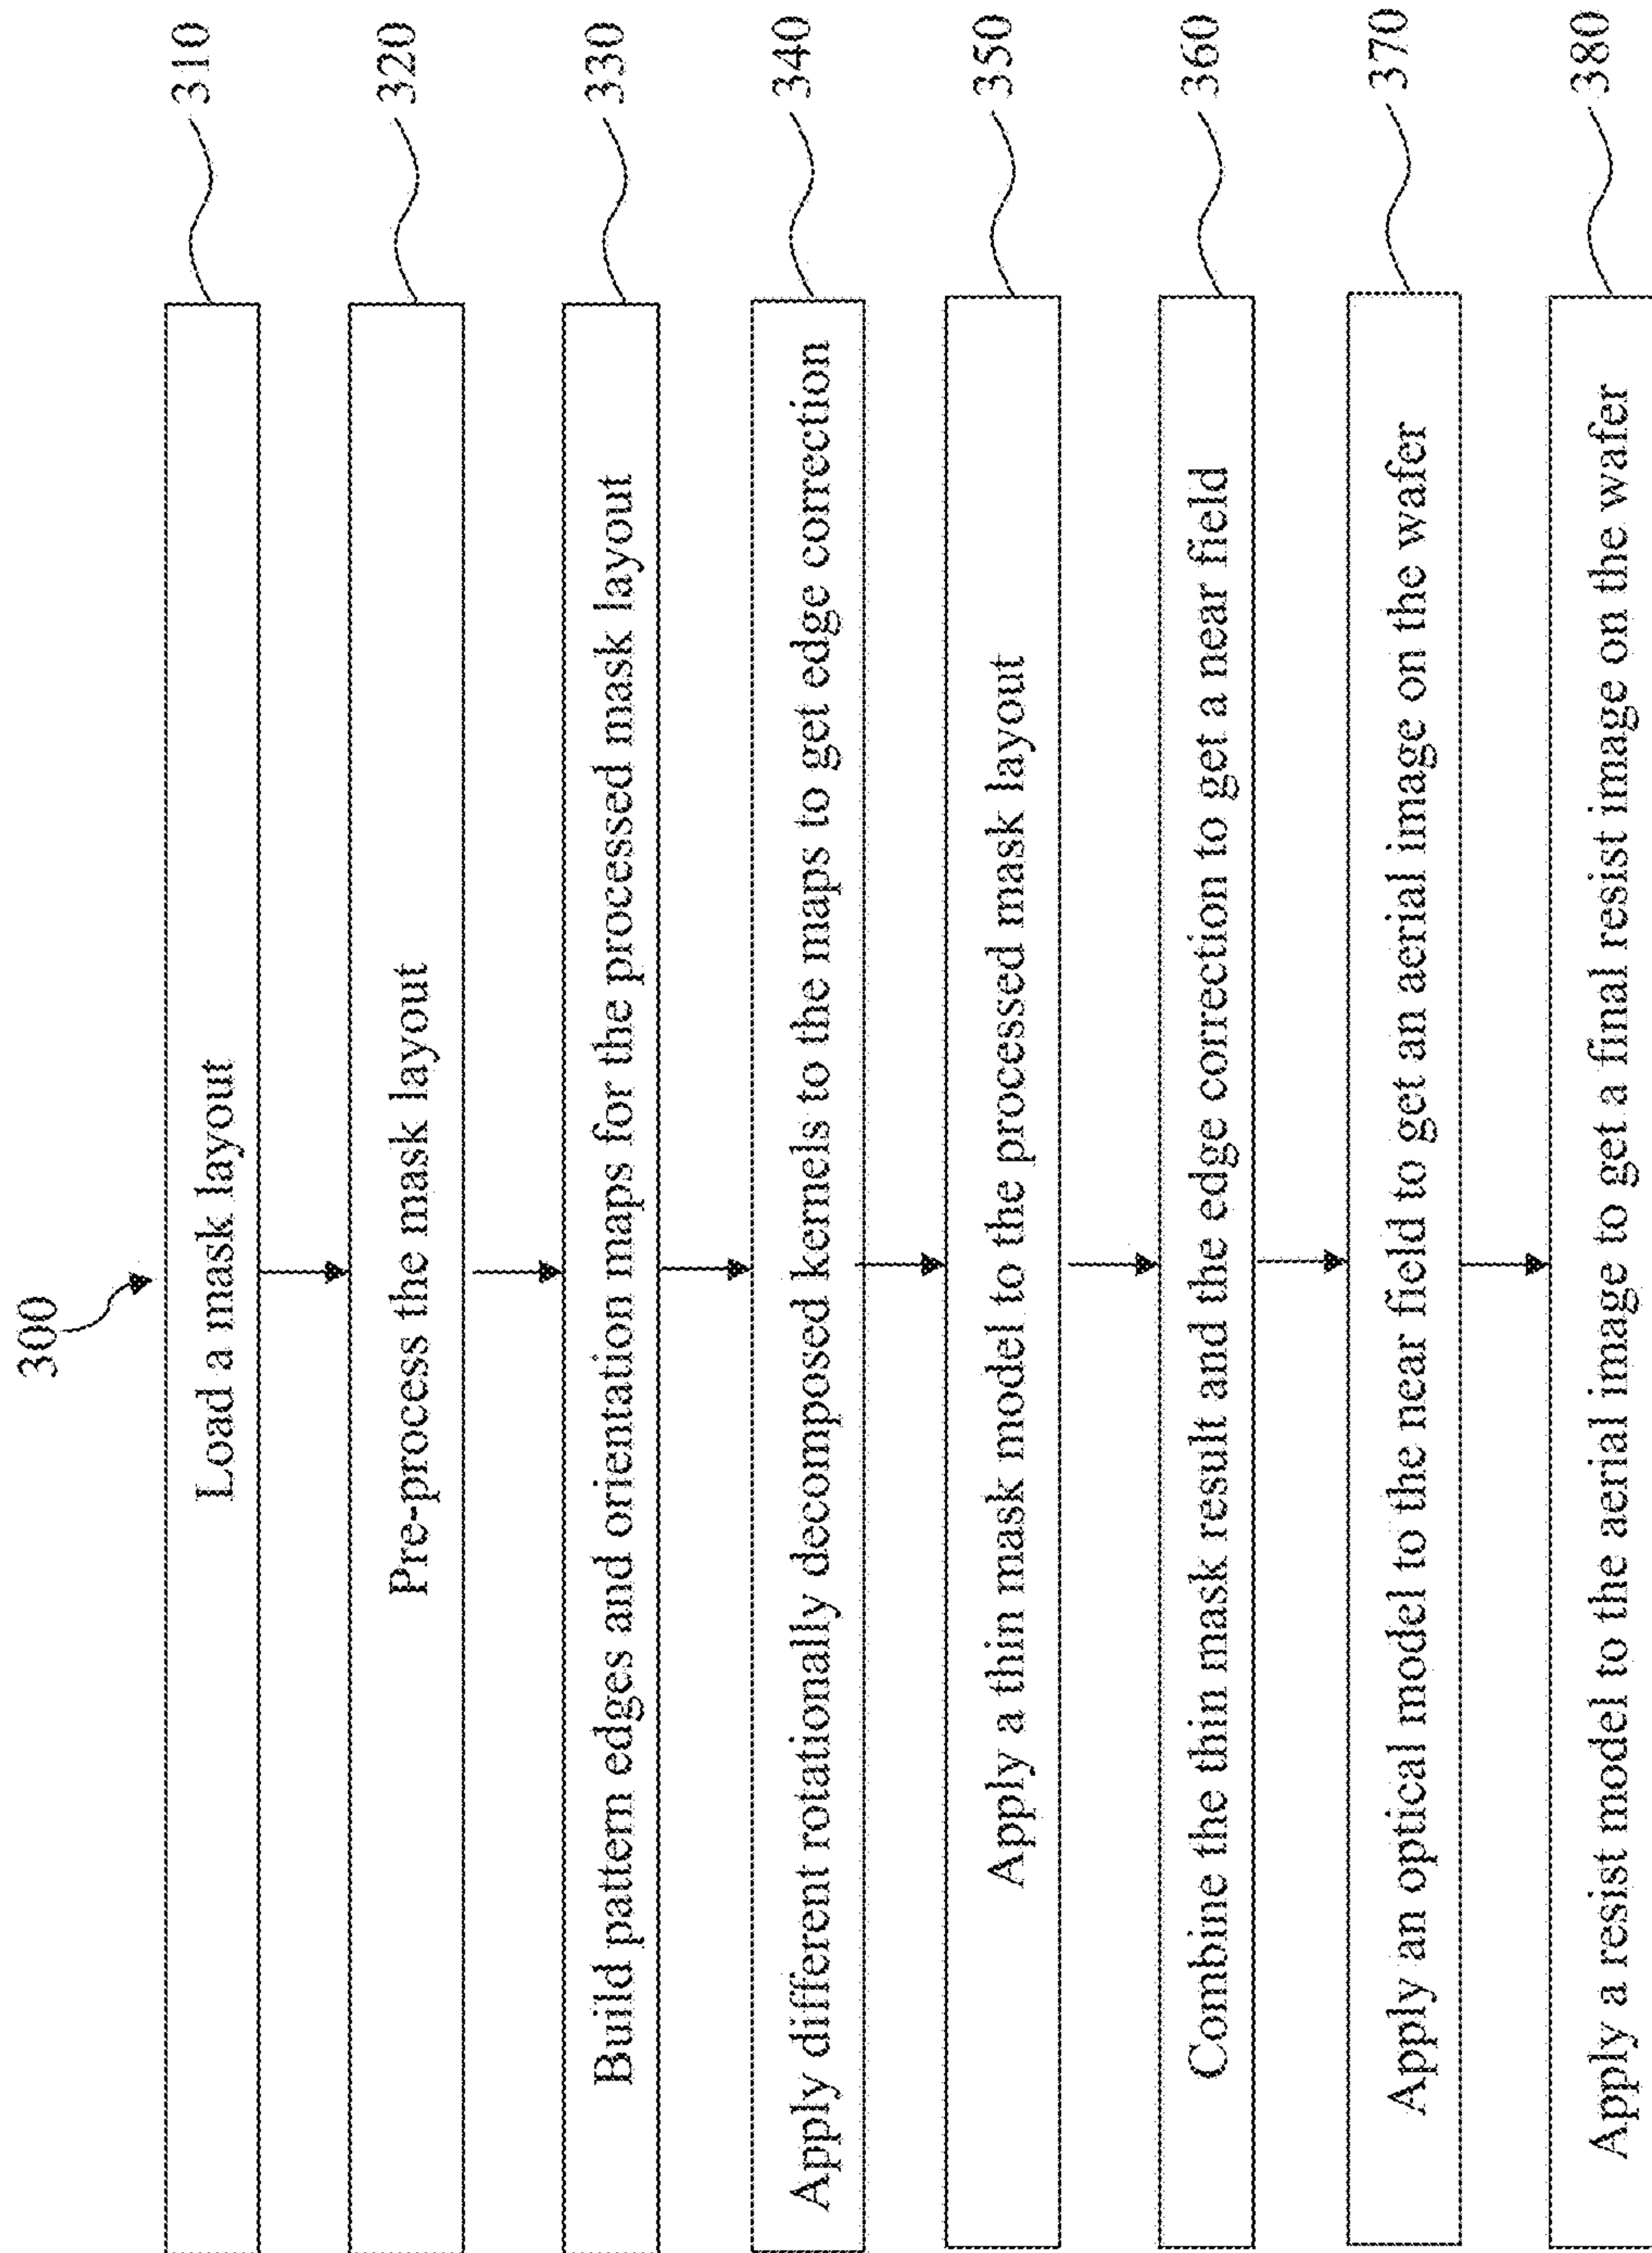 300
Load a mask layout
310
Pre-process the mask layout
320
Build pattern edges and orientation maps for the processed mask layout
330
Apply different rotationally decomposed kernels to the maps to get edge correction
340
Apply a thin mask model to the processed mask layout
350
Combine the thin mask result and the edge correction to get a near field
360
Apply an optical model to the near field to get an aerial image on the wafer
370
Apply a resist model to the aerial image to get a final resist image on the wafer
380